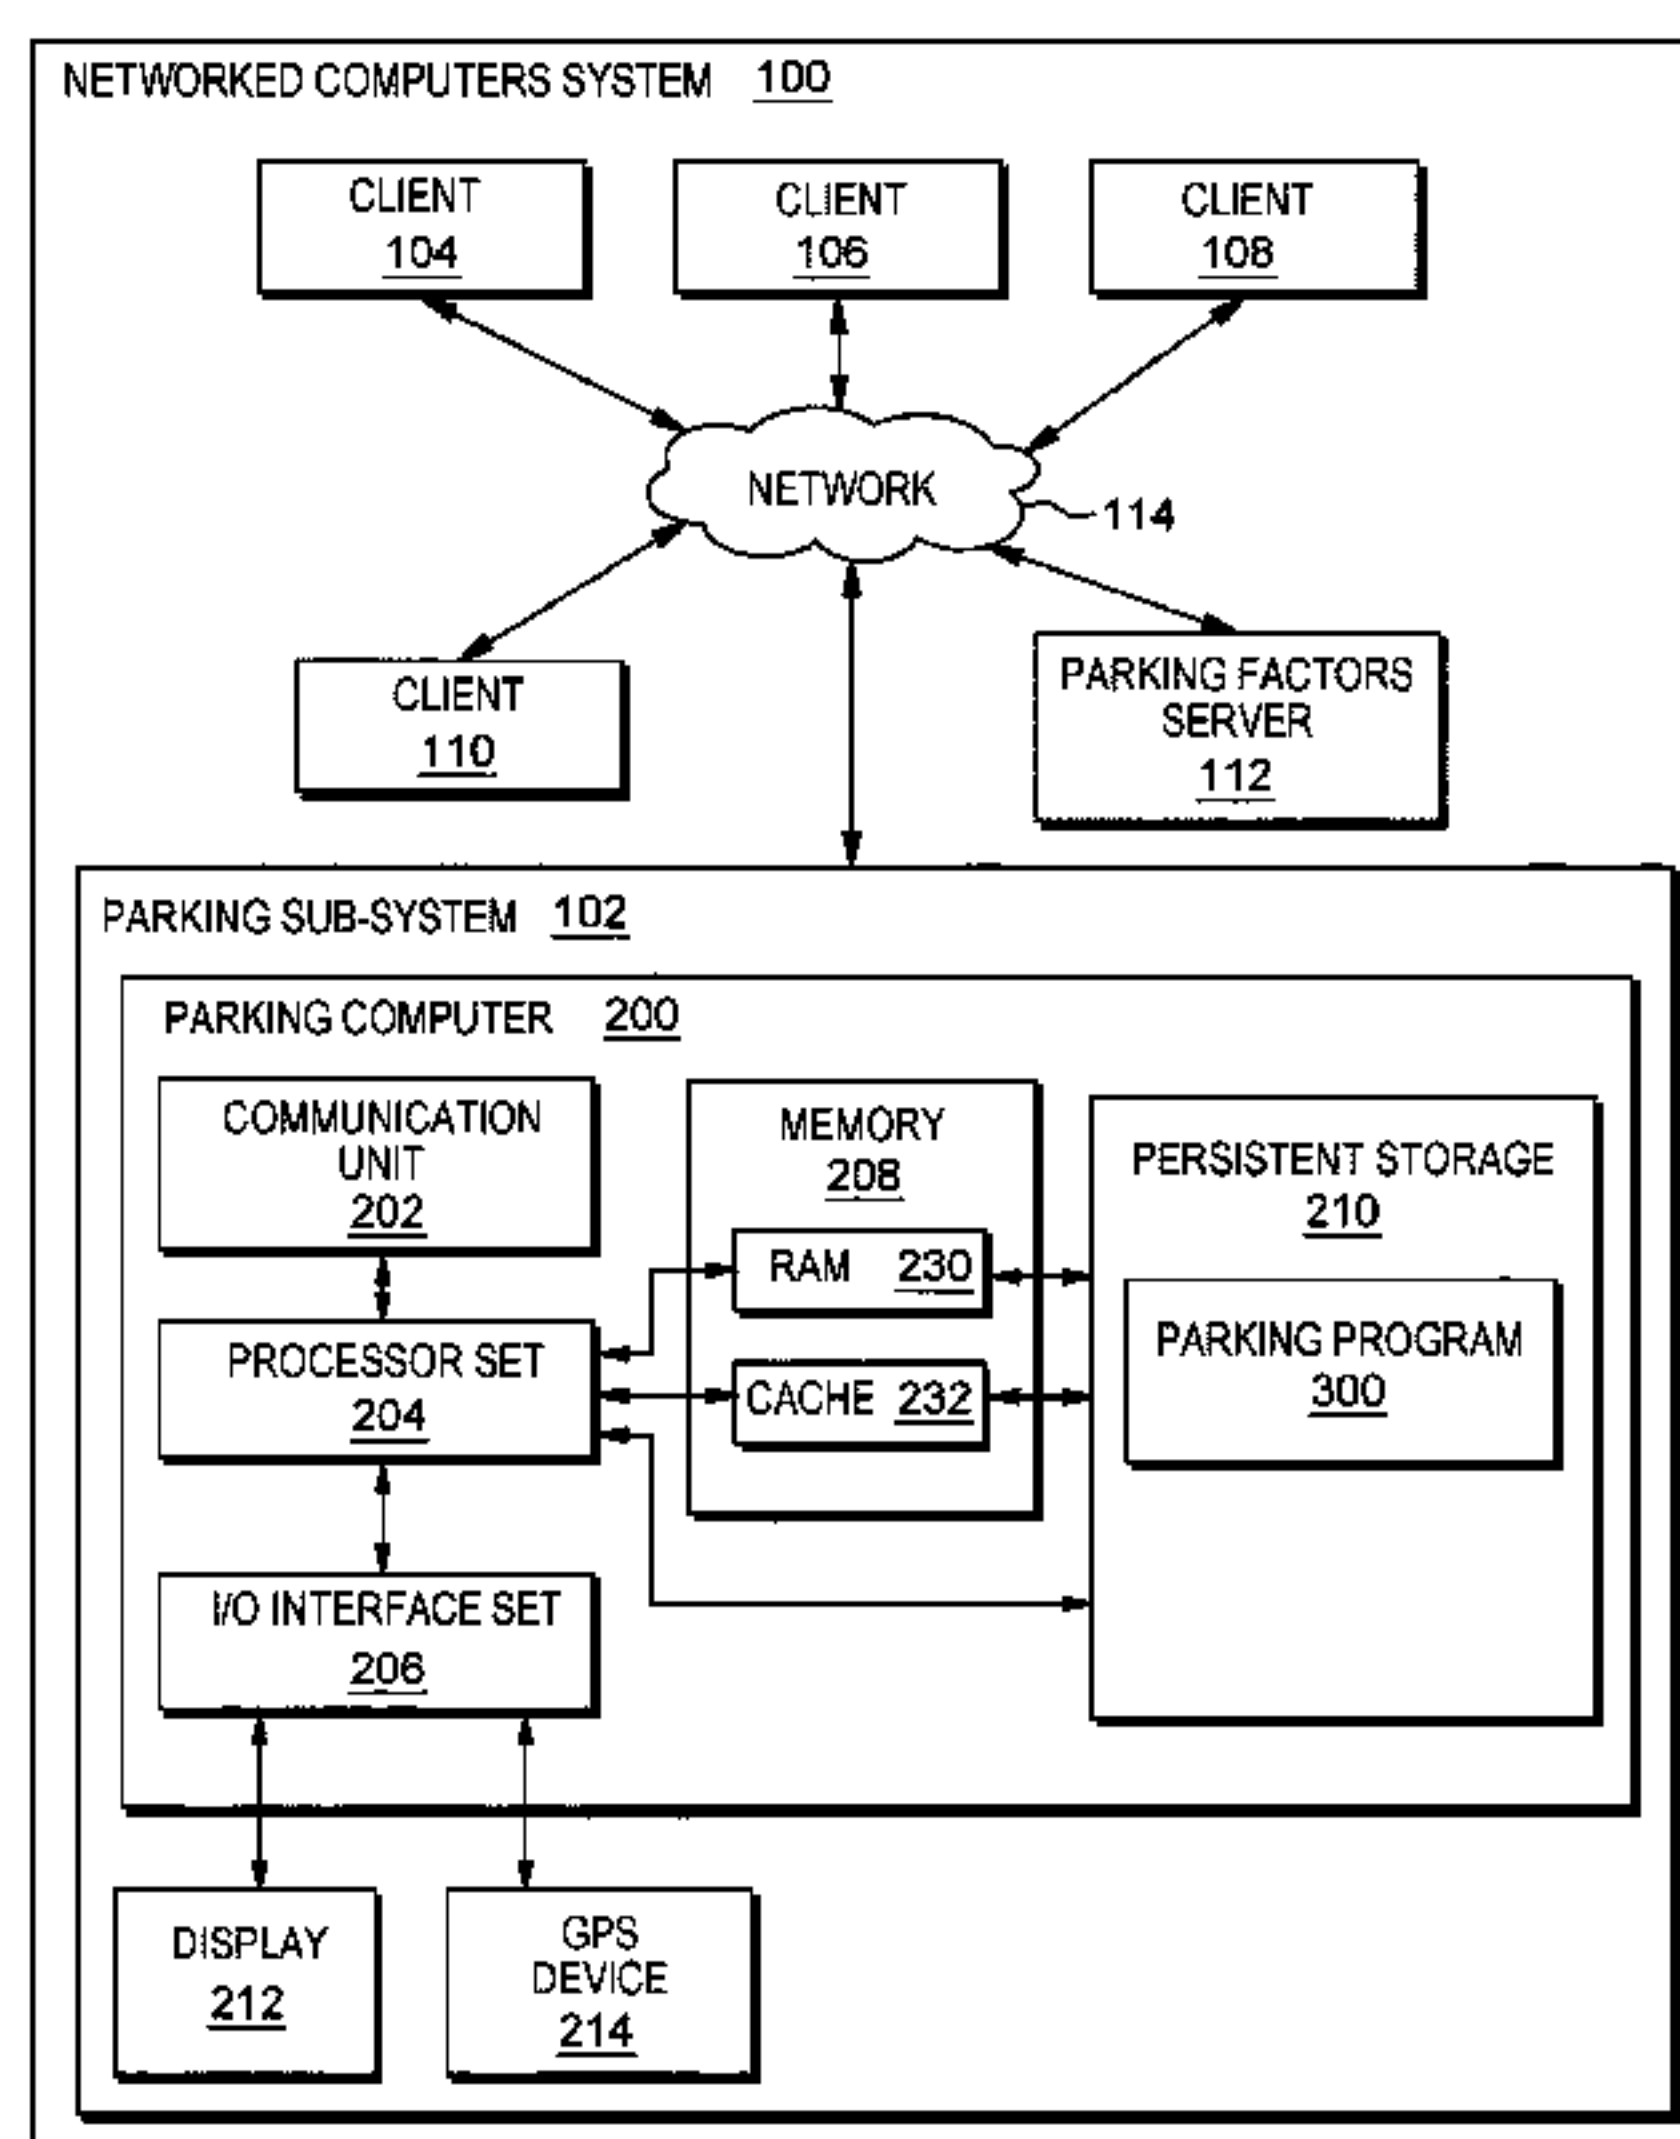 NETWORKED COMPUTERS SYSTEM 100
CLIENT
104
CLIENT
106
CLIENT
108
NETWORK
114
CLIENT
110
PARKING FACTORS
SERVER
112
PARKING SUB-SYSTEM 102
PARKING COMPUTER 200
COMMUNICATION
UNIT
202
MEMORY
208
PERSISTENT STORAGE
210
RAM 230
PARKING PROGRAM
300
PROCESSOR SET
204
CACHE 232
I/O INTERFACE SET
206
DISPLAY
212
GPS
DEVICE
214